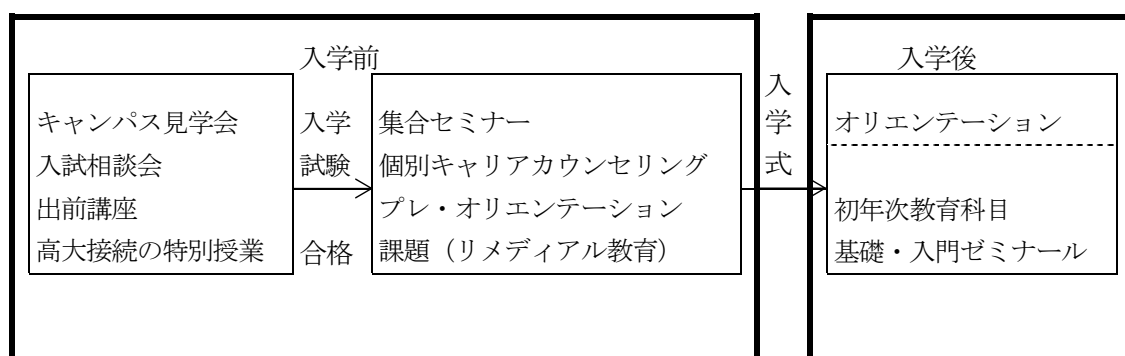 入学前
キャンパス見学会
入試相談会
出前講座
高大接続の特別授業
入学
試験
合格
集合セミナー
個別キャリアカウンセリング
プレ・オリエンテーション
課題(リメディアル教育)
入学式
入学後
オリエンテーション
初年次教育科目
基礎・入門ゼミナール